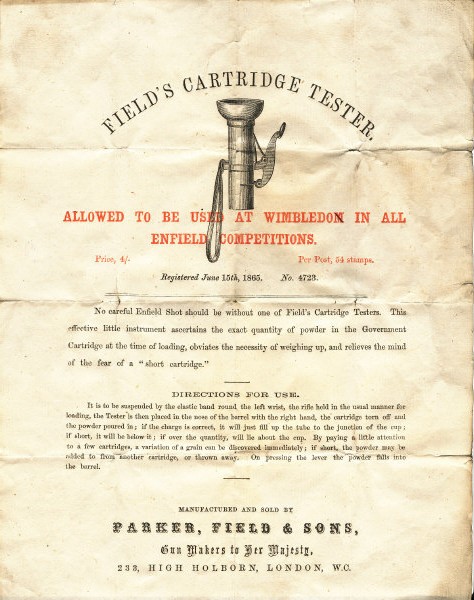 FIELD'S CARTRIDGE TESTER.
ALLOWED TO BE USED AT WIMBLEDON IN ALL
ENFIELD COMPETITIONS.
Price, 4/- Per Post, 54 stamps.
Registered June 15th, 1865. No. 4723.
No careful Enfield Shot should be without one of Field's Cartridge Testers. This
effective little instrument ascertains the exact quantity of powder in the Government
Cartridge at the time of loading, obviates the necessity of weighing up, and relieves the mind
of the fear of a "short cartridge."
DIRECTIONS FOR USE.
It is to be suspended by the elastic band round, the left wrist, the rifle held in the usual manner for
loading, the Tester is then placed in the nose of the barrel with the right hand, the cartridge torn off and
the powder poured in; if the charge is correct, it will just fill up the tube to the junction of the cup;
if short, it will be below it; if over the quantity, will lie about the cup. By paying a little attention
to a few cartridges, a variation of a grain can be discovered immediately; if short, the powder may be
added to from another cartridge, or thrown away. On pressing the lever the powder falls into
the barrel.
MANUFACTURED AND SOLD BY
PARKER, FIELD & SONS,
Gun Makers to Her Majesty,
233, HIGH HOLBORN, LONDON, W.C.